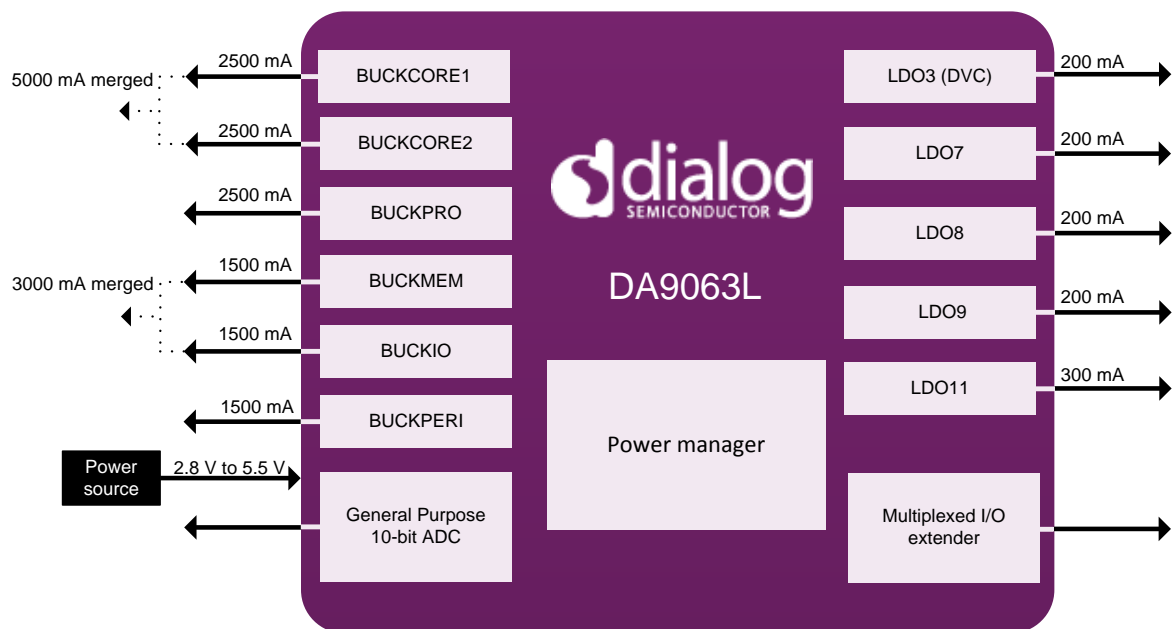 5000 mA merged
2500 mA
BUCKCORE1
2500 mA
BUCKCORE2
2500 mA
BUCKPRO
3000 mA merged
1500 mA
BUCKMEM
1500 mA
BUCKIO
1500 mA
BUCKPERI
Power
source
2.8 V to 5.5 V
General Purpose
10-bit ADC
dialog
SEMICONDUCTOR
DA9063L
Power manager
LDO3 (DVC)
200 mA
LDO7
200 mA
LDO8
200 mA
LDO9
200 mA
LDO11
300 mA
Multiplexed I/O
extender